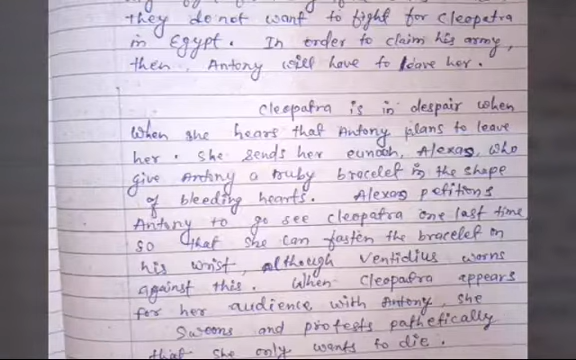 they do not want to fight for Cleopatra
in Egypt. In order to claim his army,
then, Antony will have to leave her.
Cleopatra is in despair when
when she hears that Antony plans to leave
her. She sends her eunoch, Alexas, who
give Antony a ruby bracelet in the shape
of bleeding hearts. Alexas petitions
Antony to go see cleopatra one last time
so that she can fasten the bracelet on
his wrist, although Ventidius worns
against this. When Cleopatra appears
for her audience with Antony, she
Swoons and protests pathetically
that she only wants to die.